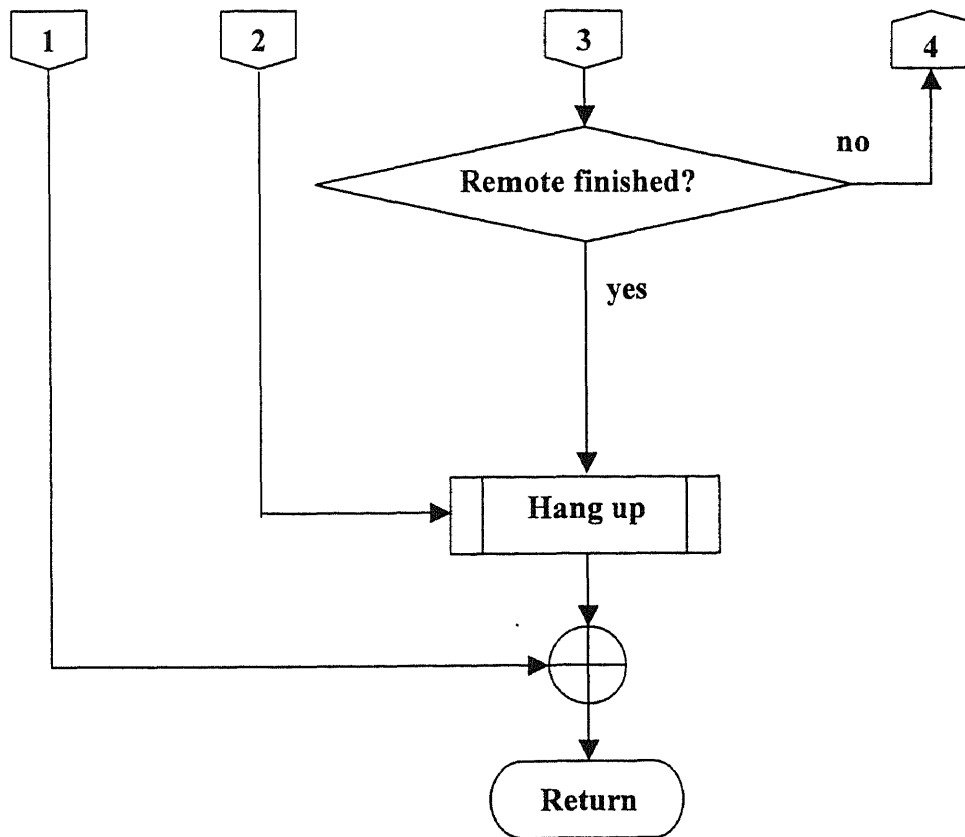 1
2
3
4
Remote finished?
no
yes
Hang up
Return